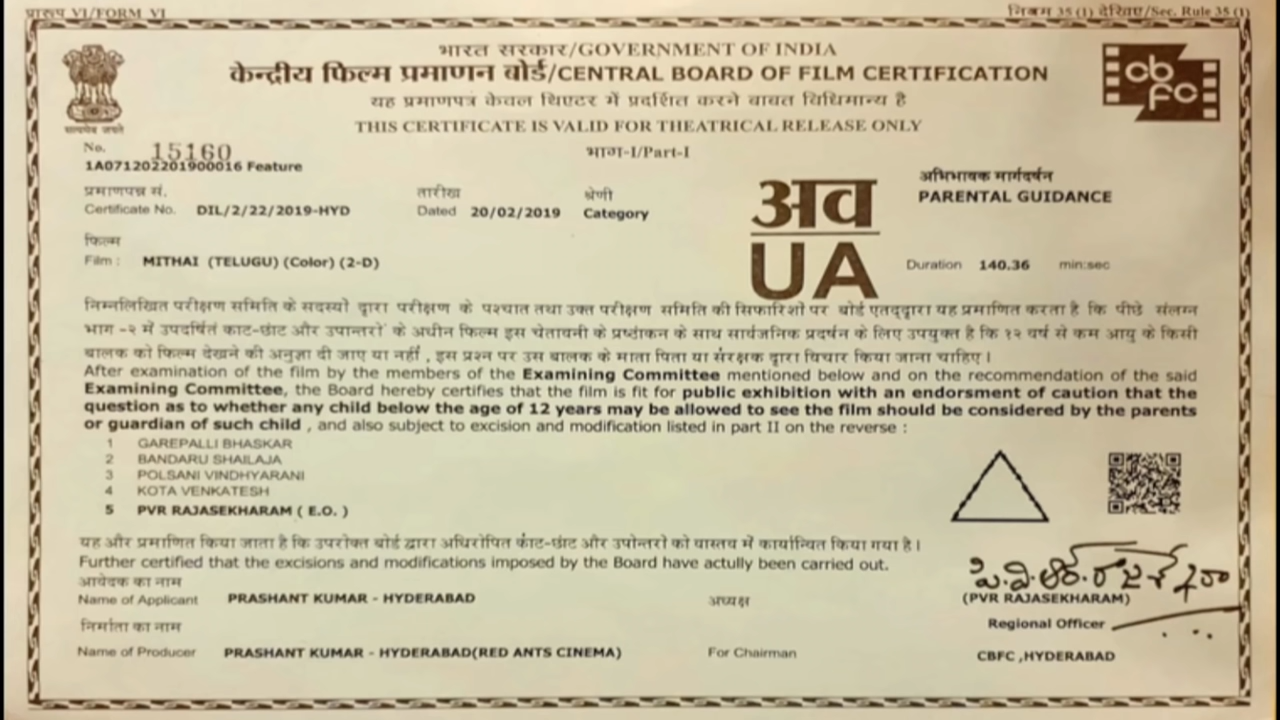 प्रारूप VI/FORM VI
नियम 35 (1) देखिए/Sec. Rule 35 (1)
भारत सरकार/GOVERNMENT OF INDIA
केन्द्रीय फिल्म प्रमाणन बोर्ड/CENTRAL BOARD OF FILM CERTIFICATION
यह प्रमाणपत्र केवल थिएटर में प्रदर्शित करने बावत विधिमान्य है
THIS CERTIFICATE IS VALID FOR THEATRICAL RELEASE ONLY
सत्यमेव जयते
cb
fc
No. 15160
1A071202201900016 Feature
भाग-I/Part-I
प्रमाणपत्र सं. तारीख श्रेणी
Certificate No. DIL/2/22/2019-HYD Dated 20/02/2019 Category
अव
UA
अभिभावक मार्गदर्षन
PARENTAL GUIDANCE
फिल्म
Film : MITHAI (TELUGU) (Color) (2-D)
Duration 140.36 min:sec
निम्नलिखित परीक्षण समिति के सदस्यों द्वारा परीक्षण के पश्चात तथा उक्त परीक्षण समिति की सिफारिशों पर बोर्ड एतद्द्वारा यह प्रमाणित करता है कि पीछे संलग्न
भाग -२ में उपदर्षित काट-छांट और उपान्तरों के अधीन फिल्म इस चेतावनी के प्रष्ठांकन के साथ सार्वजनिक प्रदर्षन के लिए उपयुक्त है कि १२ वर्ष से कम आयु के किसी
बालक को फिल्म देखने की अनुज्ञा दी जाए या नहीं , इस प्रश्न पर उस बालक के माता पिता या संरक्षक द्वारा विचार किया जाना चाहिए।
After examination of the film by the members of the Examining Committee mentioned below and on the recommendation of the said
Examining Committee, the Board hereby certifies that the film is fit for public exhibition with an endorsment of caution that the
question as to whether any child below the age of 12 years may be allowed to see the film should be considered by the parents
or guardian of such child , and also subject to excision and modification listed in part II on the reverse :
1 GAREPALLI BHASKAR
2 BANDARU SHAILAJA
3 POLSANI VINDHYARANI
4 KOTA VENKATESH
5 PVR RAJASEKHARAM ( E.O. )
यह और प्रमाणित किया जाता है कि उपरोक्त बोर्ड द्वारा अधिरोपित कांट-छांट और उपोन्तरों को वास्तव में कार्यान्वित किया गया है।
Further certified that the excisions and modifications imposed by the Board have actully been carried out.
आवेदक का नाम
Name of Applicant PRASHANT KUMAR - HYDERABAD
अध्यक्ष
(PVR RAJASEKHARAM)
Regional Officer
निर्माता का नाम
Name of Producer PRASHANT KUMAR - HYDERABAD(RED ANTS CINEMA)
For Chairman
CBFC ,HYDERABAD